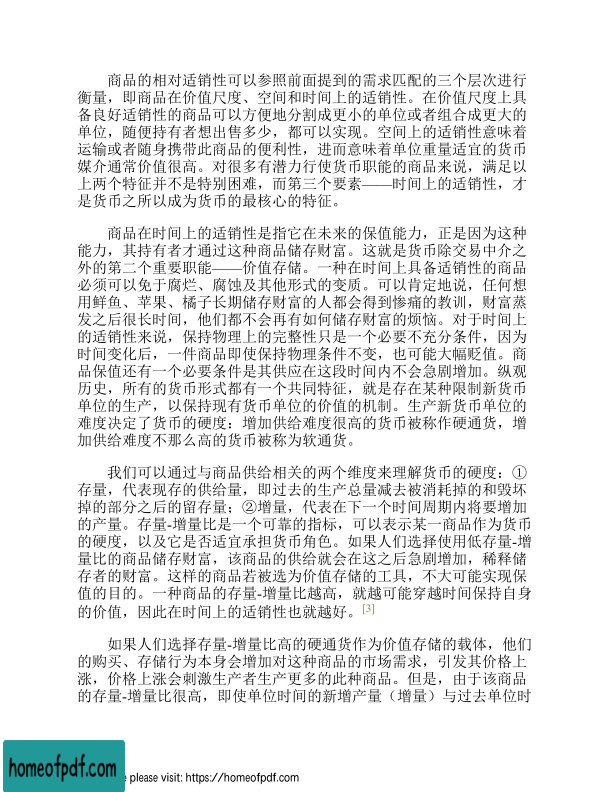 商品的相对适销性可以参照前面提到的需求匹配的三个层次进行
衡量，即商品在价值尺度、空间和时间上的适销性。在价值尺度上具
备良好适销性的商品可以方便地分割成更小的单位或者组合成更大的
单位，随便持有者想出售多少，都可以实现。空间上的适销性意味着
运输或者随身携带此商品的便利性，进而意味着单位重量适宜的货币
媒介通常价值很高。对很多有潜力行使货币职能的商品来说，满足以
上两个特征并不是特别困难，而第三个要素——时间上的适销性，才
是货币之所以成为货币的最核心的特征。
商品在时间上的适销性是指它在未来的保值能力，正是因为这种
能力，其持有者才通过这种商品储存财富。这就是货币除交易中介之
外的第二个重要职能——价值存储。一种在时间上具备适销性的商品
必须可以免于腐烂、腐蚀及其他形式的变质。可以肯定地说，任何想
用鲜鱼、苹果、橘子长期储存财富的人都会得到惨痛的教训，财富蒸
发之后很长时间，他们都不会再有如何储存财富的烦恼。对于时间上
的适销性来说，保持物理上的完整性只是一个必要不充分条件，因为
时间变化后，一件商品即使保持物理条件不变，也可能大幅贬值。商
品保值还有一个必要条件是其供应在这段时间内不会急剧增加。纵观
历史，所有的货币形式都有一个共同特征，就是存在某种限制新货币
单位的生产，以保持现有货币单位的价值的机制。生产新货币单位的
难度决定了货币的硬度：增加供给难度很高的货币被称作硬通货，增
加供给难度不那么高的货币被称为软通货。
我们可以通过与商品供给相关的两个维度来理解货币的硬度：①
存量，代表现存的供给量，即过去的生产总量减去被消耗掉的和毁坏
掉的部分之后的留存量；②增量，代表在下一个时间周期内将要增加
的产量。存量-增量比是一个可靠的指标，可以表示某一商品作为货币
的硬度，以及它是否适宜承担货币角色。如果人们选择使用低存量-增
量比的商品储存财富，该商品的供给就会在这之后急剧增加，稀释储
存者的财富。这样的商品若被选为价值存储的工具，不大可能实现保
值的目的。一种商品的存量-增量比越高，就越可能穿越时间保持自身
的价值，因此在时间上的适销性也就越好。[3]
如果人们选择存量-增量比高的硬通货作为价值存储的载体，他们
的购买、存储行为本身会增加对这种商品的市场需求，引发其价格上
涨，价格上涨会刺激生产者生产更多的此种商品。但是，由于该商品
的存量-增量比很高，即使单位时间的新增产量（增量）与过去单位时
homeofpdf.com
e please visit: https://homeofpdf.com